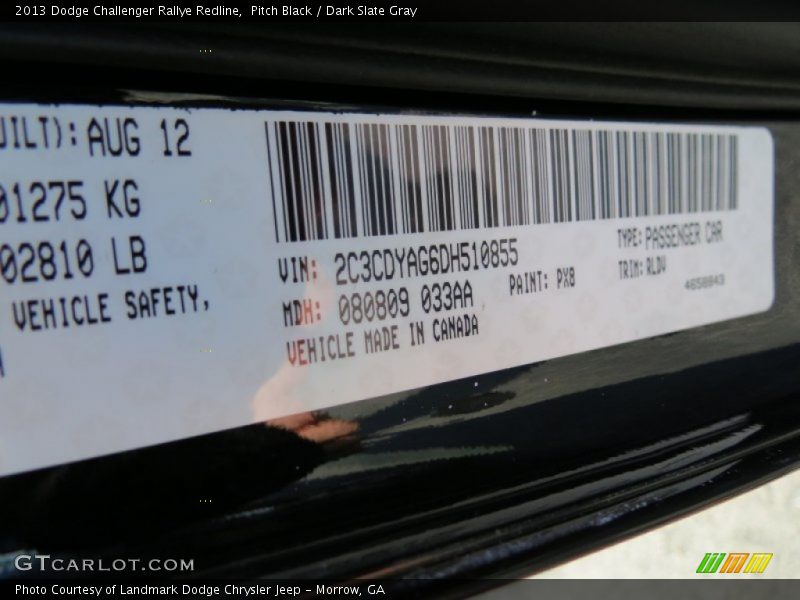 2013 Dodge Challenger Rallye Redline,  Pitch Black / Dark Slate Gray
UILT): AUG 12
01275 KG
02810 LB
VEHICLE SAFETY,
VIN: 2C3CDYAG6DH510855
TYPE: PASSENGER CAR
MDH: 080809 033AA
PAINT: PX8
TRIM: RLDV
VEHICLE MADE IN CANADA
GTCARLOT.COM
Photo Courtesy of Landmark Dodge Chrysler Jeep – Morrow, GA